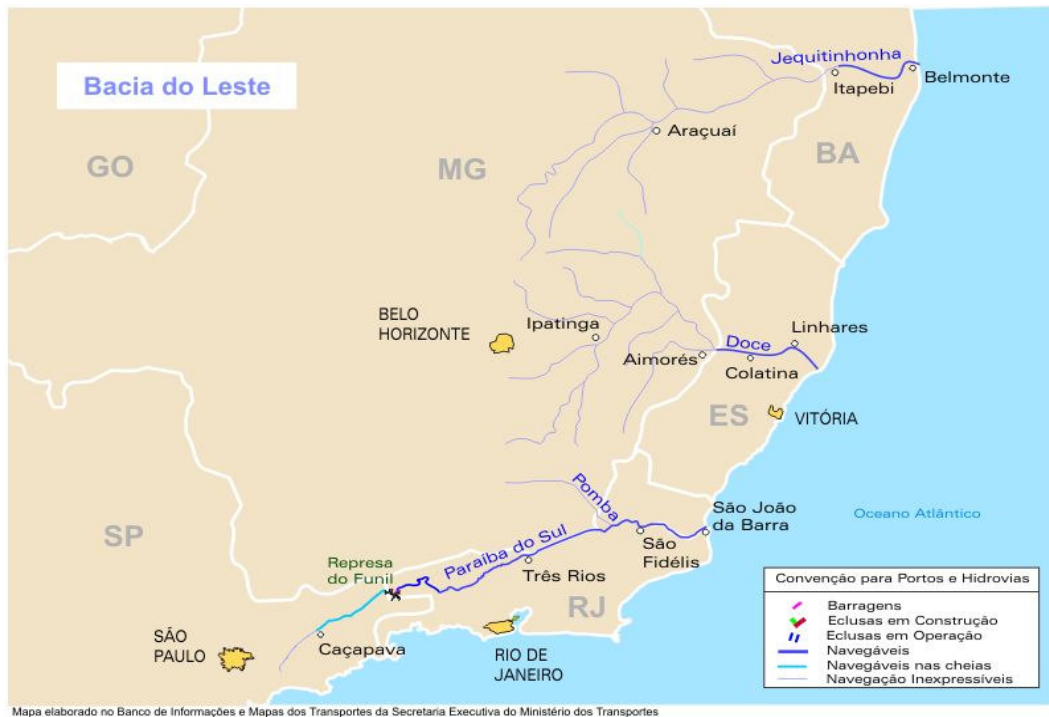 Bacia do Leste
Jequitinhonha
Itapebi
Belmonte
Araçuaí
GO
MG
BA
BELO
HORIZONTE
Ipatinga
Aimorés
Doce
Linhares
Colatina
ES
VITÓRIA
Pomba
São João
da Barra
Oceano Atlântico
SP
Paraíba do Sul
São
Fidélis
Represa
do Funil
Três Rios
RJ
Caçapava
SÃO
PAULO
RIO DE
JANEIRO
Convenção para Portos e Hidrovias
Barragens
Eclusas em Construção
Eclusas em Operação
Navegáveis
Navegáveis nas cheias
Navegação Inexpressíveis
Mapa elaborado no Banco de Informações e Mapas dos Transportes da Secretaria Executiva do Ministério dos Transportes